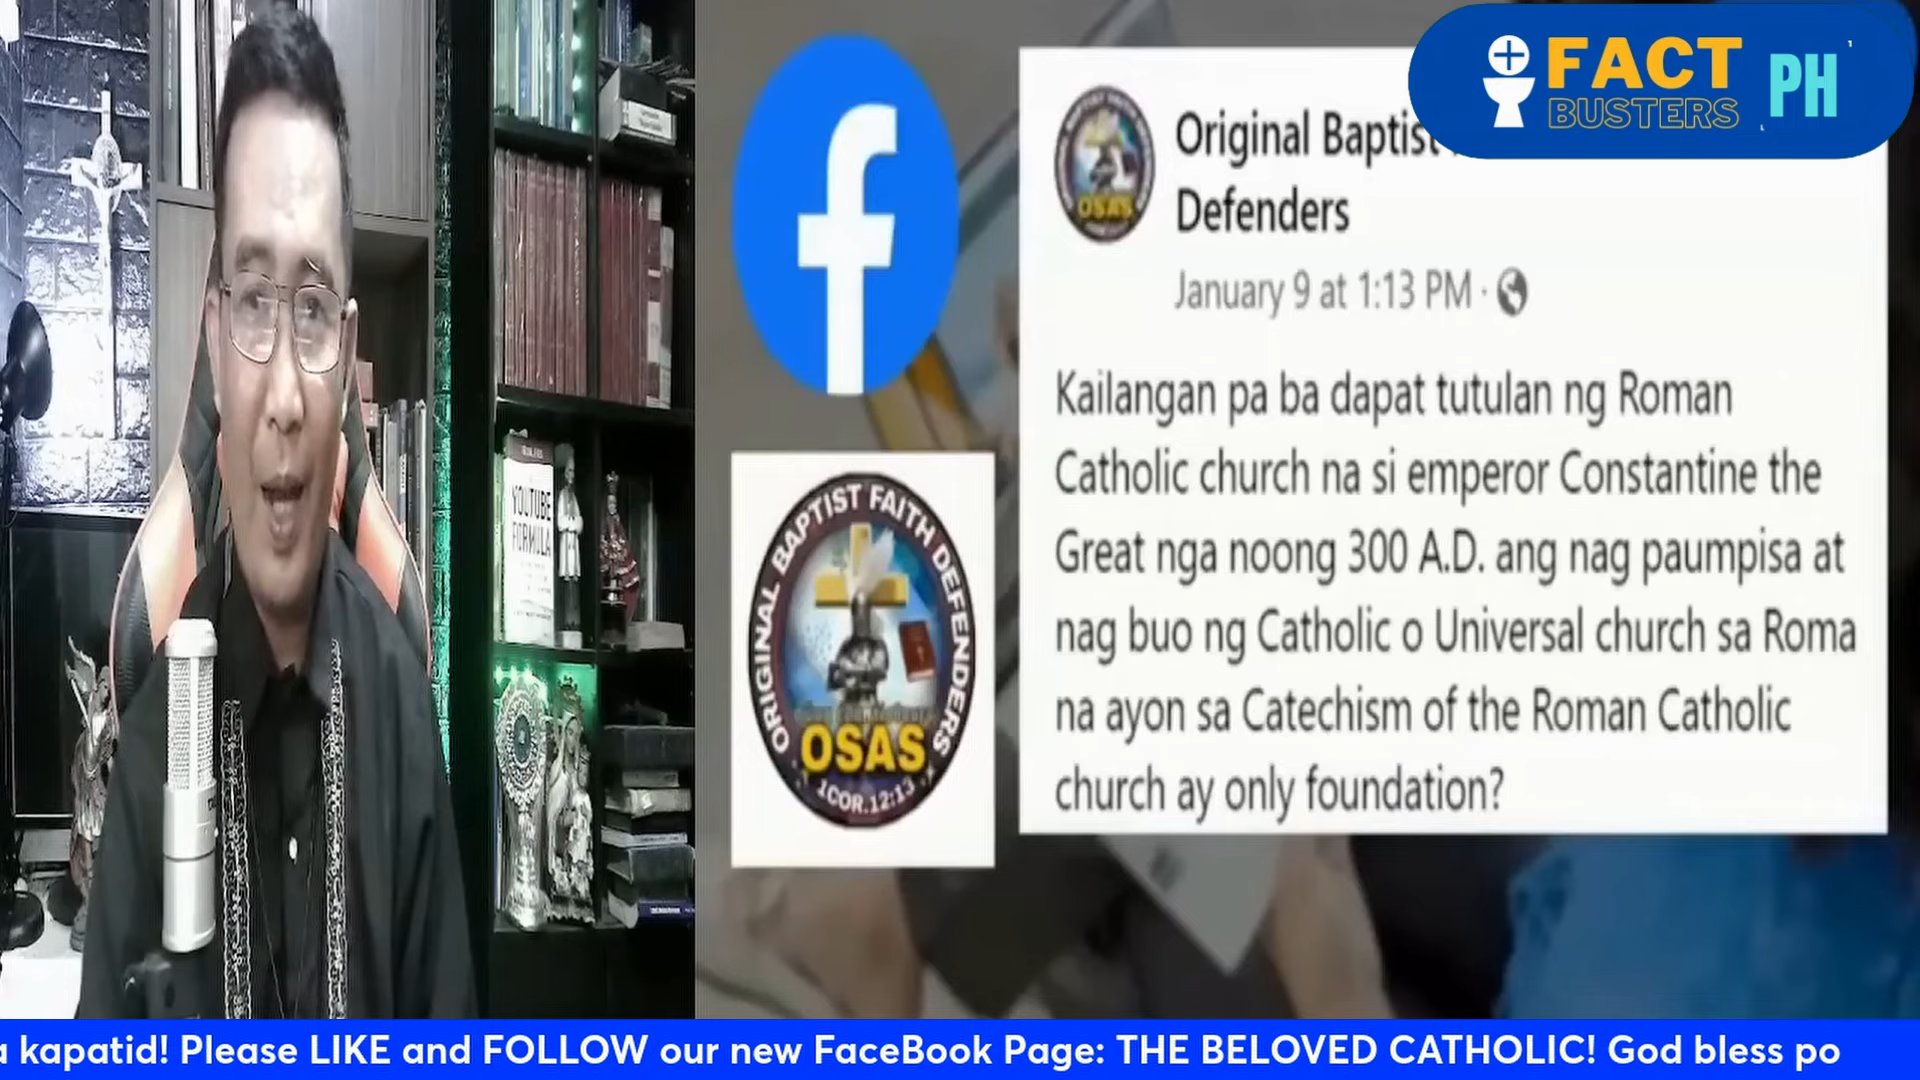 FACT
BUSTERS
PH
Original Baptist
Defenders
January 9 at 1:13 PM ·
Kailangan pa ba dapat tutulan ng Roman
Catholic church na si emperor Constantine the
Great nga noong 300 A.D. ang nag paumpisa at
nag buo ng Catholic o Universal church sa Roma
na ayon sa Catechism of the Roman Catholic
church ay only foundation?
OSAS
ORIGINAL BAPTIST FAITH DEFENDERS
OSAS
1COR.12:13
YOUTUBE
FORMULA
a kapatid! Please LIKE and FOLLOW our new FaceBook Page: THE BELOVED CATHOLIC! God bless po